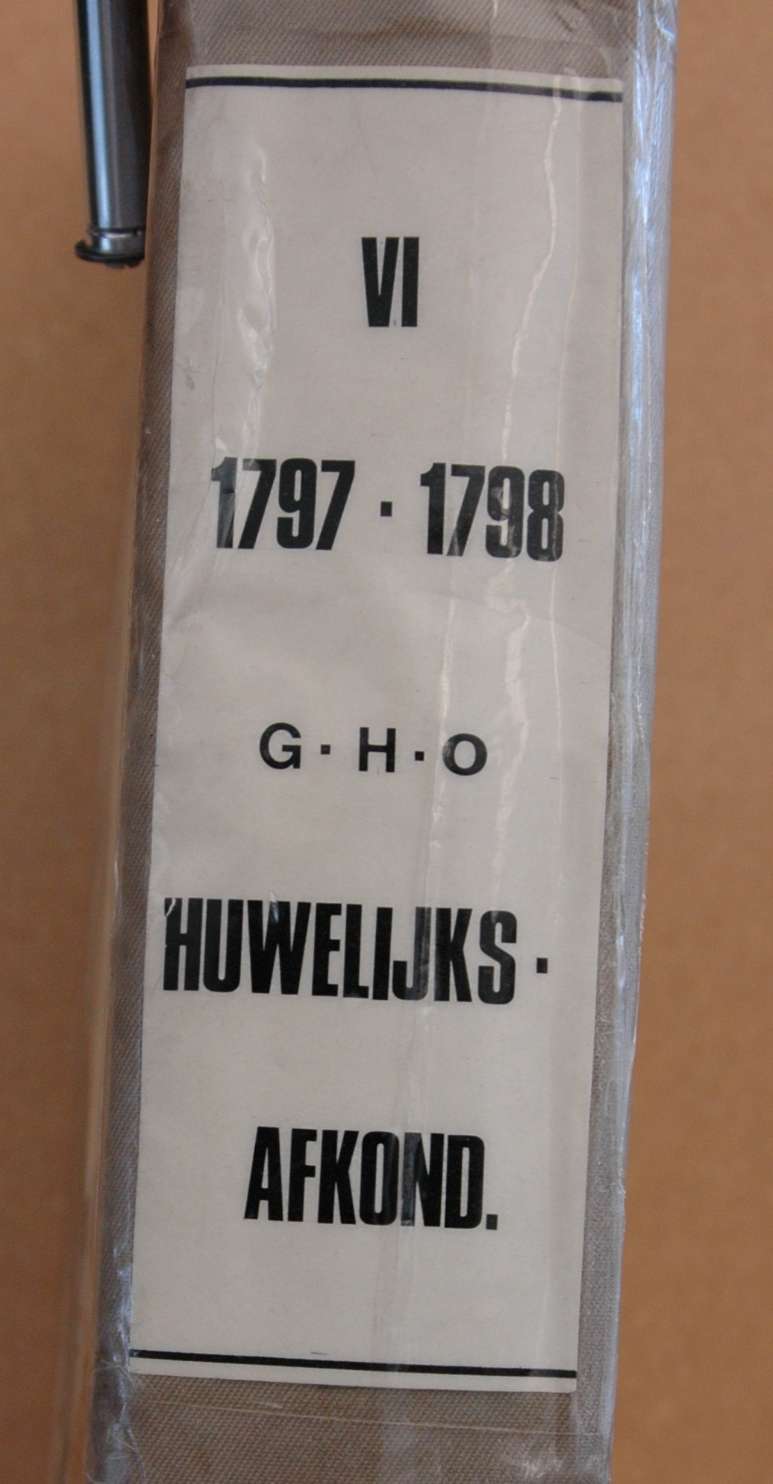 VI
1797 · 1798
G · H · O
HUWELIJKS ·
AFKOND.